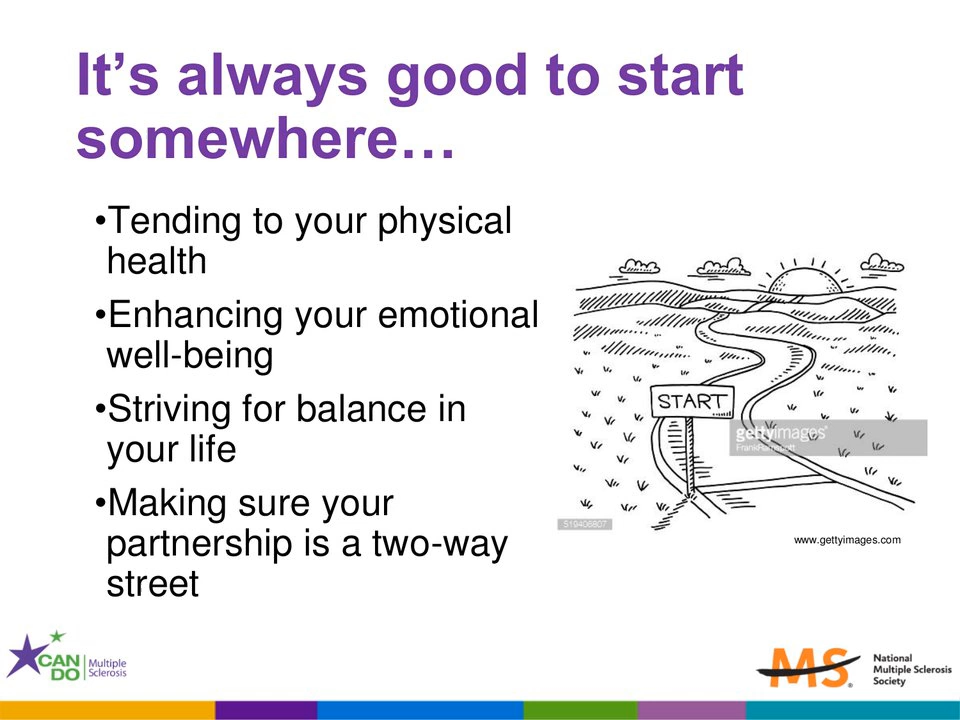 It’s always good to start
somewhere…
•Tending to your physical
health
•Enhancing your emotional
well-being
•Striving for balance in
your life
•Making sure your
partnership is a two-way
street
START
gettyimages®
519406807
www.gettyimages.com
CAN
DO
Multiple
Sclerosis
MS®
National
Multiple Sclerosis
Society